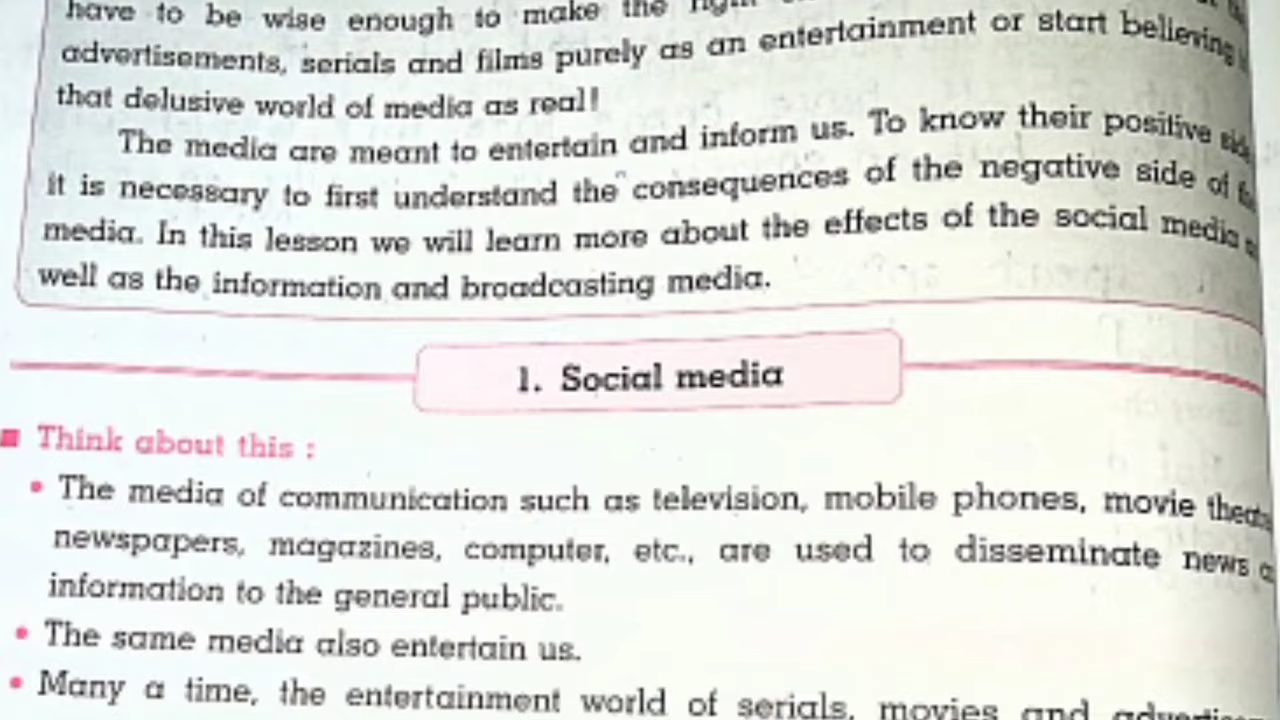 have to be wise enough to make the
advertisements, serials and films purely as an entertainment or start believing
that delusive world of media as real!
The media are meant to entertain and inform us. To know their positive side
it is necessary to first understand the consequences of the negative side of
media. In this lesson we will learn more about the effects of the social media
well as the information and broadcasting media.
1. Social media
Think about this :
• The media of communication such as television, mobile phones, movie
newspapers, magazines, computer, etc., are used to disseminate news
information to the general public.
• The same media also entertain us.
• Many a time, the entertainment world of serials, movies and